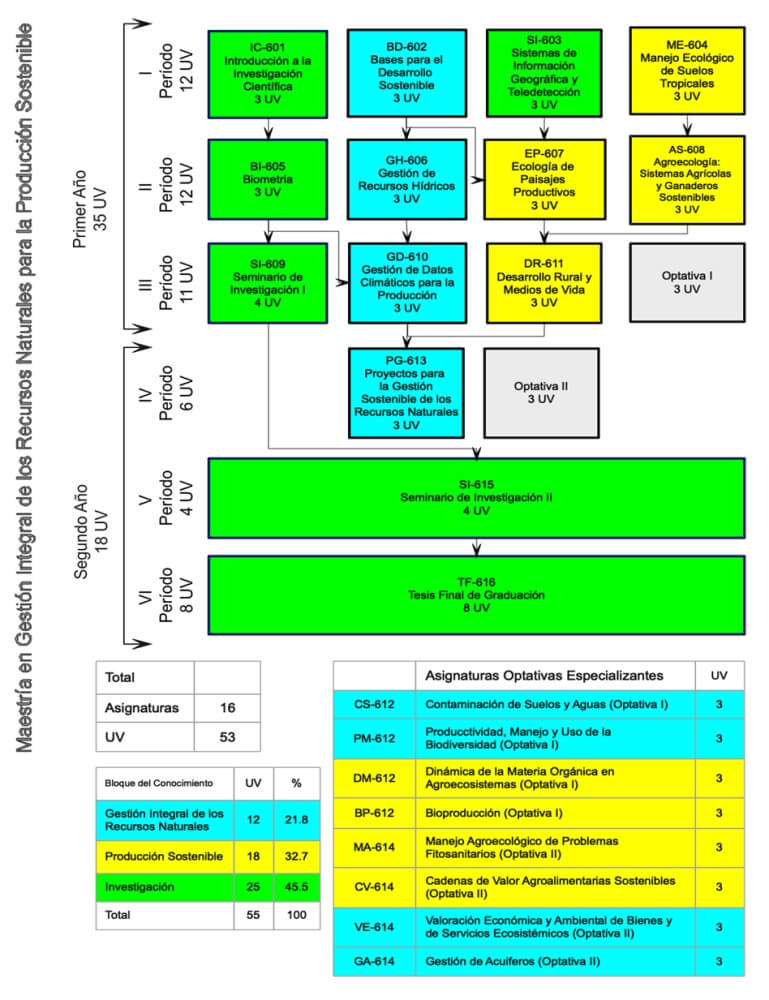 Maestría en Gestión Integral de los Recursos Naturales para la Producción Sostenible
Primer Año
35 UV
I
Período
12 UV
IC-601
Introducción a la
Investigación
Científica
3 UV
BD-602
Bases para el
Desarrollo
Sostenible
3 UV
SI-603
Sistemas de
Información
Geográfica y
Teledetección
3 UV
ME-604
Manejo Ecológico
de Suelos
Tropicales
3 UV
II
Período
12 UV
BI-605
Biometria
3 UV
GH-606
Gestión de
Recursos Hídricos
3 UV
EP-607
Ecología de
Paisajes
Productivos
3 UV
AS-608
Agroecología:
Sistemas Agrícolas
y Ganaderos
Sostenibles
3 UV
III
Período
11 UV
SI-609
Seminario de
Investigación I
4 UV
GD-610
Gestión de Datos
Climáticos para la
Producción
3 UV
DR-611
Desarrollo Rural y
Medios de Vida
3 UV
Optativa I
3 UV
Segundo Año
18 UV
IV
Período
6 UV
PG-613
Proyectos para
la Gestión
Sostenible de los
Recursos Naturales
3 UV
Optativa II
3 UV
V
Período
4 UV
SI-615
Seminario de Investigación II
4 UV
VI
Período
8 UV
TF-616
Tesis Final de Graduación
8 UV
Total
Asignaturas 16
UV 53
Bloque del Conocimiento UV %
Gestión Integral de los
Recursos Naturales 12 21.8
Producción Sostenible 18 32.7
Investigación 25 45.5
Total 55 100
Asignaturas Optativas Especializantes UV
CS-612 Contaminación de Suelos y Aguas (Optativa I) 3
PM-612 Producctividad, Manejo y Uso de la
Biodiversidad (Optativa I) 3
DM-612 Dinámica de la Materia Orgánica en
Agroecosistemas (Optativa I) 3
BP-612 Bioproducción (Optativa I) 3
MA-614 Manejo Agroecológico de Problemas
Fitosanitarios (Optativa II) 3
CV-614 Cadenas de Valor Agroalimentarias Sostenibles
(Optativa II) 3
VE-614 Valoración Económica y Ambiental de Bienes y
de Servicios Ecosistémicos (Optativa II) 3
GA-614 Gestión de Acuiferos (Optativa II) 3